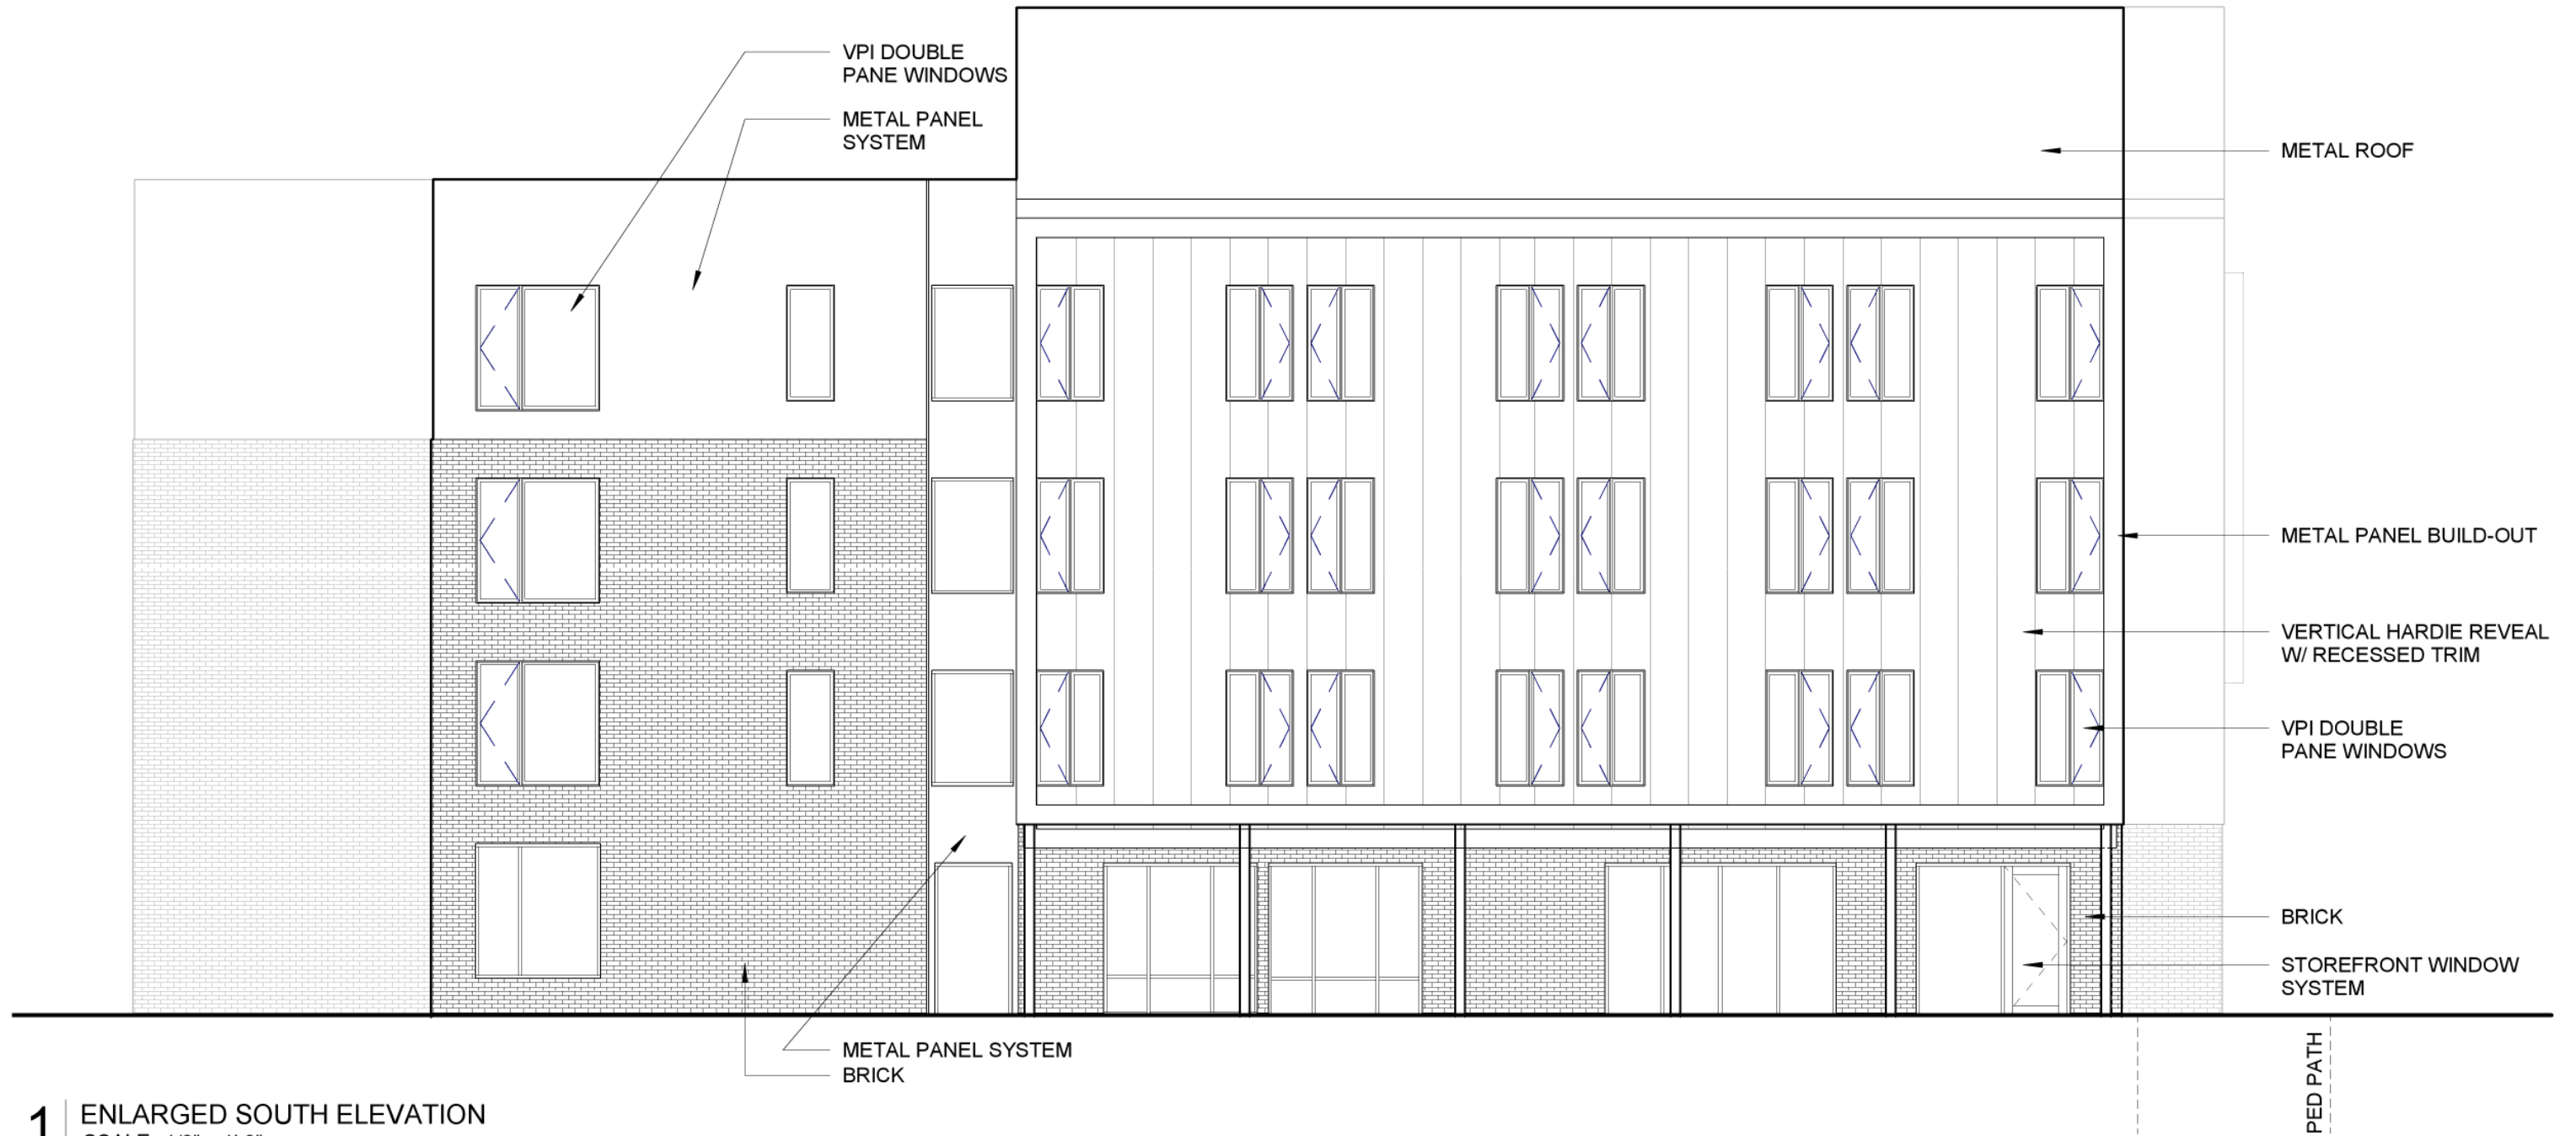 VPI DOUBLE
PANE WINDOWS
METAL PANEL
SYSTEM
METAL ROOF
METAL PANEL BUILD-OUT
VERTICAL HARDIE REVEAL
W/ RECESSED TRIM
VPI DOUBLE
PANE WINDOWS
BRICK
STOREFRONT WINDOW
SYSTEM
METAL PANEL SYSTEM
BRICK
PED PATH
1
ENLARGED SOUTH ELEVATION